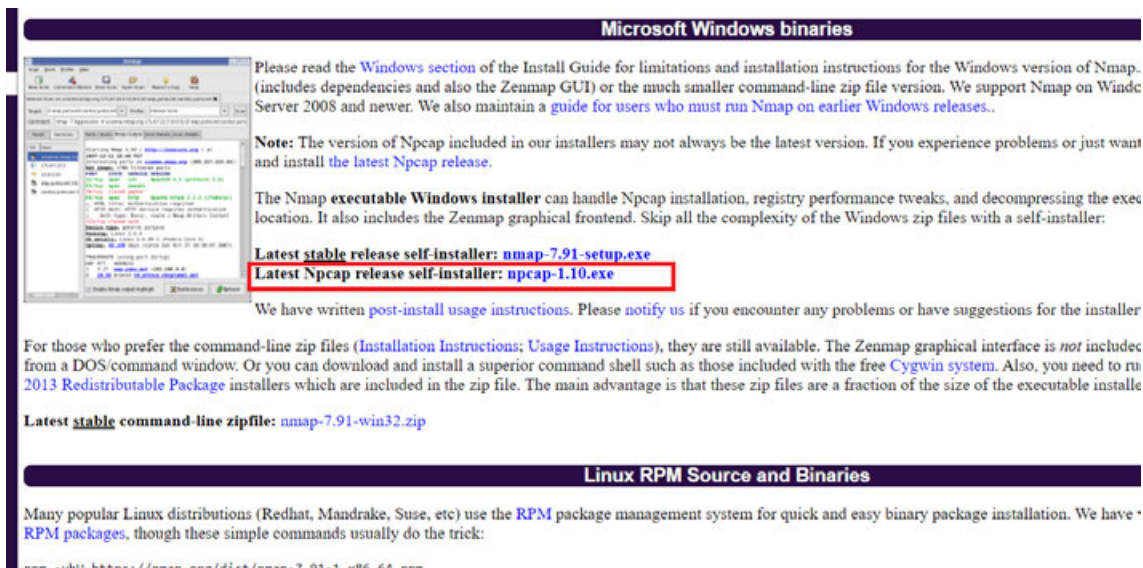 Microsoft Windows binaries
Please read the Windows section of the Install Guide for limitations and installation instructions for the Windows version of Nmap.
(includes dependencies and also the Zenmap GUI) or the much smaller command-line zip file version. We support Nmap on
Server 2008 and newer. We also maintain a guide for users who must run Nmap on earlier Windows releases..
Note: The version of Npcap included in our installers may not always be the latest version. If you experience problems or just want
and install the latest Npcap release.
The Nmap executable Windows installer can handle Npcap installation, registry performance tweaks, and decompressing the
location. It also includes the Zenmap graphical frontend. Skip all the complexity of the Windows zip files with a self-installer:
Latest stable release self-installer: nmap-7.91-setup.exe
Latest Npcap release self-installer: npcap-1.10.exe
We have written post-install usage instructions. Please notify us if you encounter any problems or have suggestions for the installer
For those who prefer the command-line zip files (Installation Instructions; Usage Instructions), they are still available. The Zenmap graphical interface is not included
from a DOS/command window. Or you can download and install a superior command shell such as those included with the free Cygwin system. Also, you need to
2013 Redistributable Package installers which are included in the zip file. The main advantage is that these zip files are a fraction of the size of the executable
Latest stable command-line zipfile: nmap-7.91-win32.zip
Linux RPM Source and Binaries
Many popular Linux distributions (Redhat, Mandrake, Suse, etc) use the RPM package management system for quick and easy binary package installation. We have
RPM packages, though these simple commands usually do the trick: